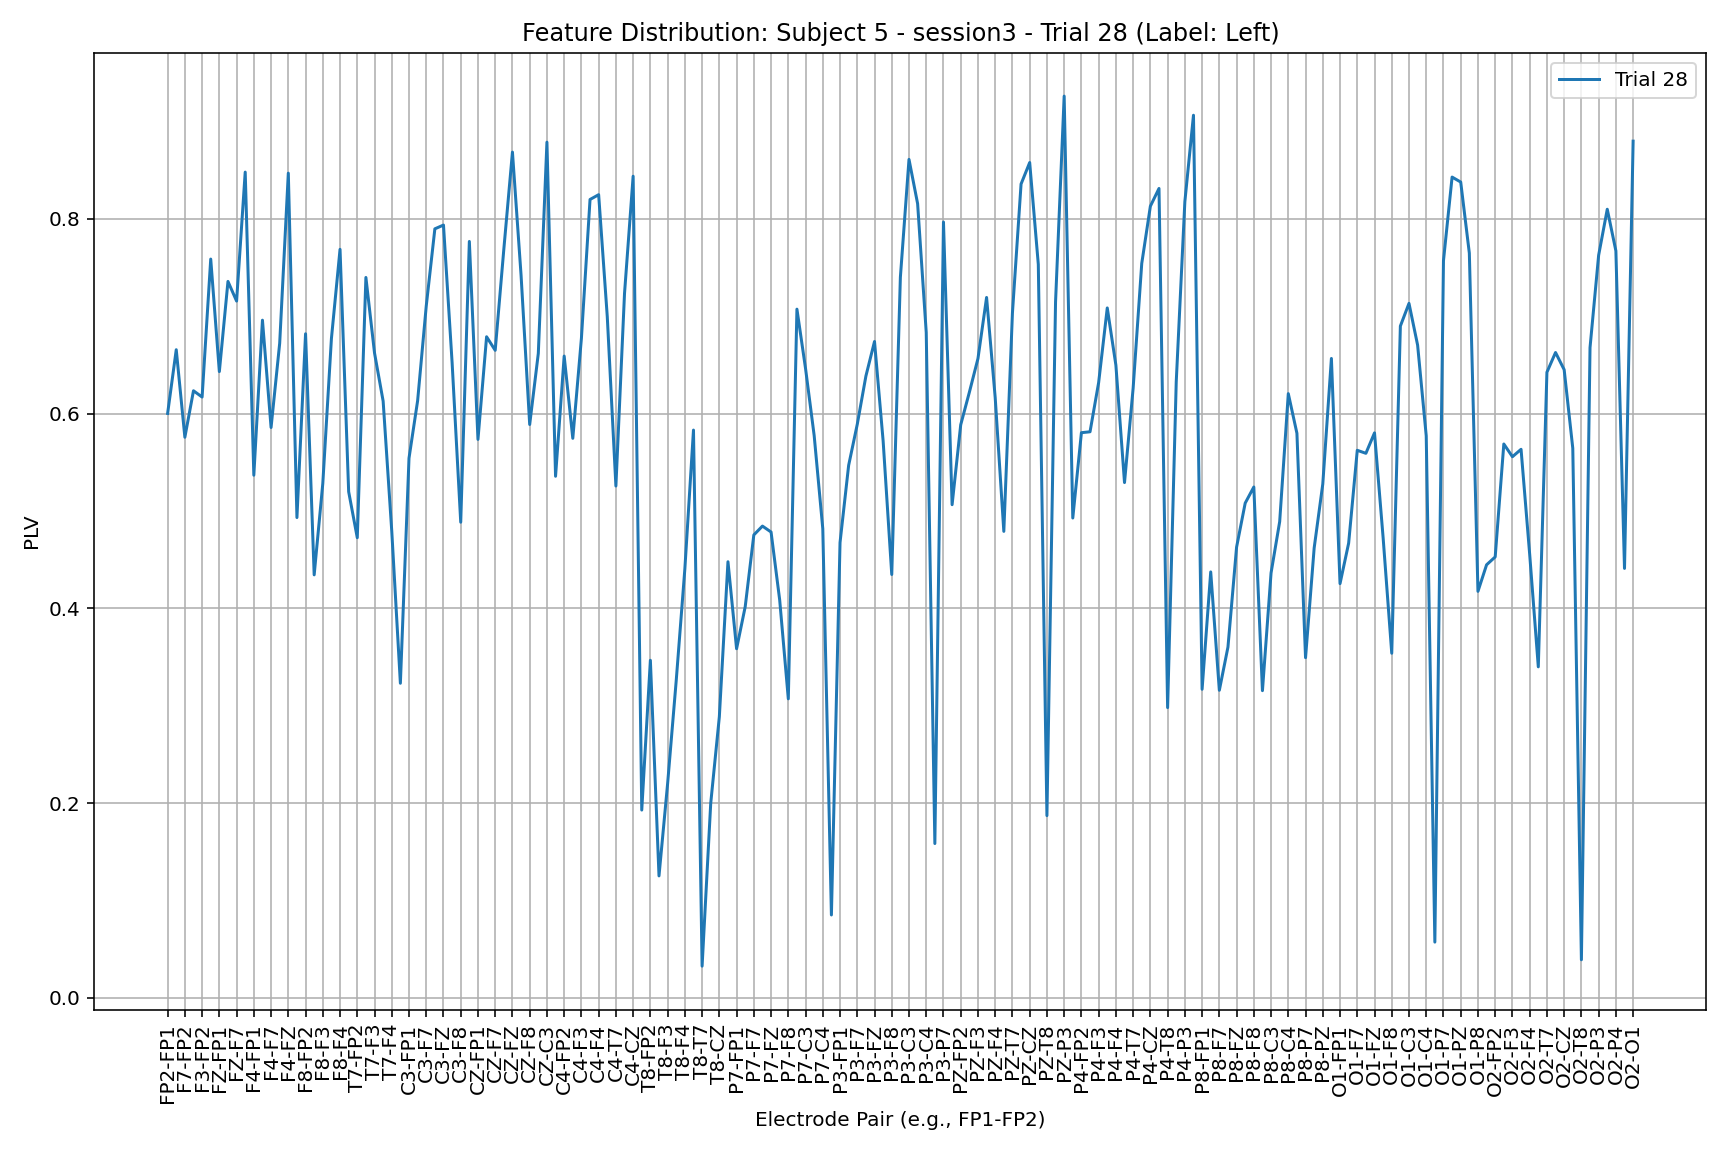 Feature Distribution: Subject 5 - session3 - Trial 28 (Label: Left)
Trial 28
PLV
0.8
0.6
0.4
0.2
0.0
FP2-FP1
F7-FP2
F3-FP2
FZ-FP1
FZ-F7
F4-FP1
F4-F7
F4-FZ
F8-FP2
F8-F3
F8-F4
T7-FP2
T7-F3
T7-F4
C3-FP1
C3-F7
C3-FZ
C3-F8
CZ-FP1
CZ-F7
CZ-FZ
CZ-F8
CZ-C3
C4-FP2
C4-F3
C4-F4
C4-T7
C4-CZ
T8-FP2
T8-F3
T8-F4
T8-T7
T8-CZ
P7-FP1
P7-F7
P7-FZ
P7-F8
P7-C3
P7-C4
P3-FP1
P3-F7
P3-FZ
P3-F8
P3-C3
P3-C4
P3-P7
PZ-FP2
PZ-F3
PZ-F4
PZ-T7
PZ-CZ
PZ-T8
PZ-P3
P4-FP2
P4-F3
P4-F4
P4-T7
P4-CZ
P4-T8
P4-P3
P8-FP1
P8-F7
P8-FZ
P8-F8
P8-C3
P8-C4
P8-P7
P8-PZ
O1-FP1
O1-F7
O1-FZ
O1-F8
O1-C3
O1-C4
O1-P7
O1-PZ
O1-P8
O2-FP2
O2-F3
O2-F4
O2-T7
O2-CZ
O2-T8
O2-P3
O2-P4
O2-O1
Electrode Pair (e.g., FP1-FP2)